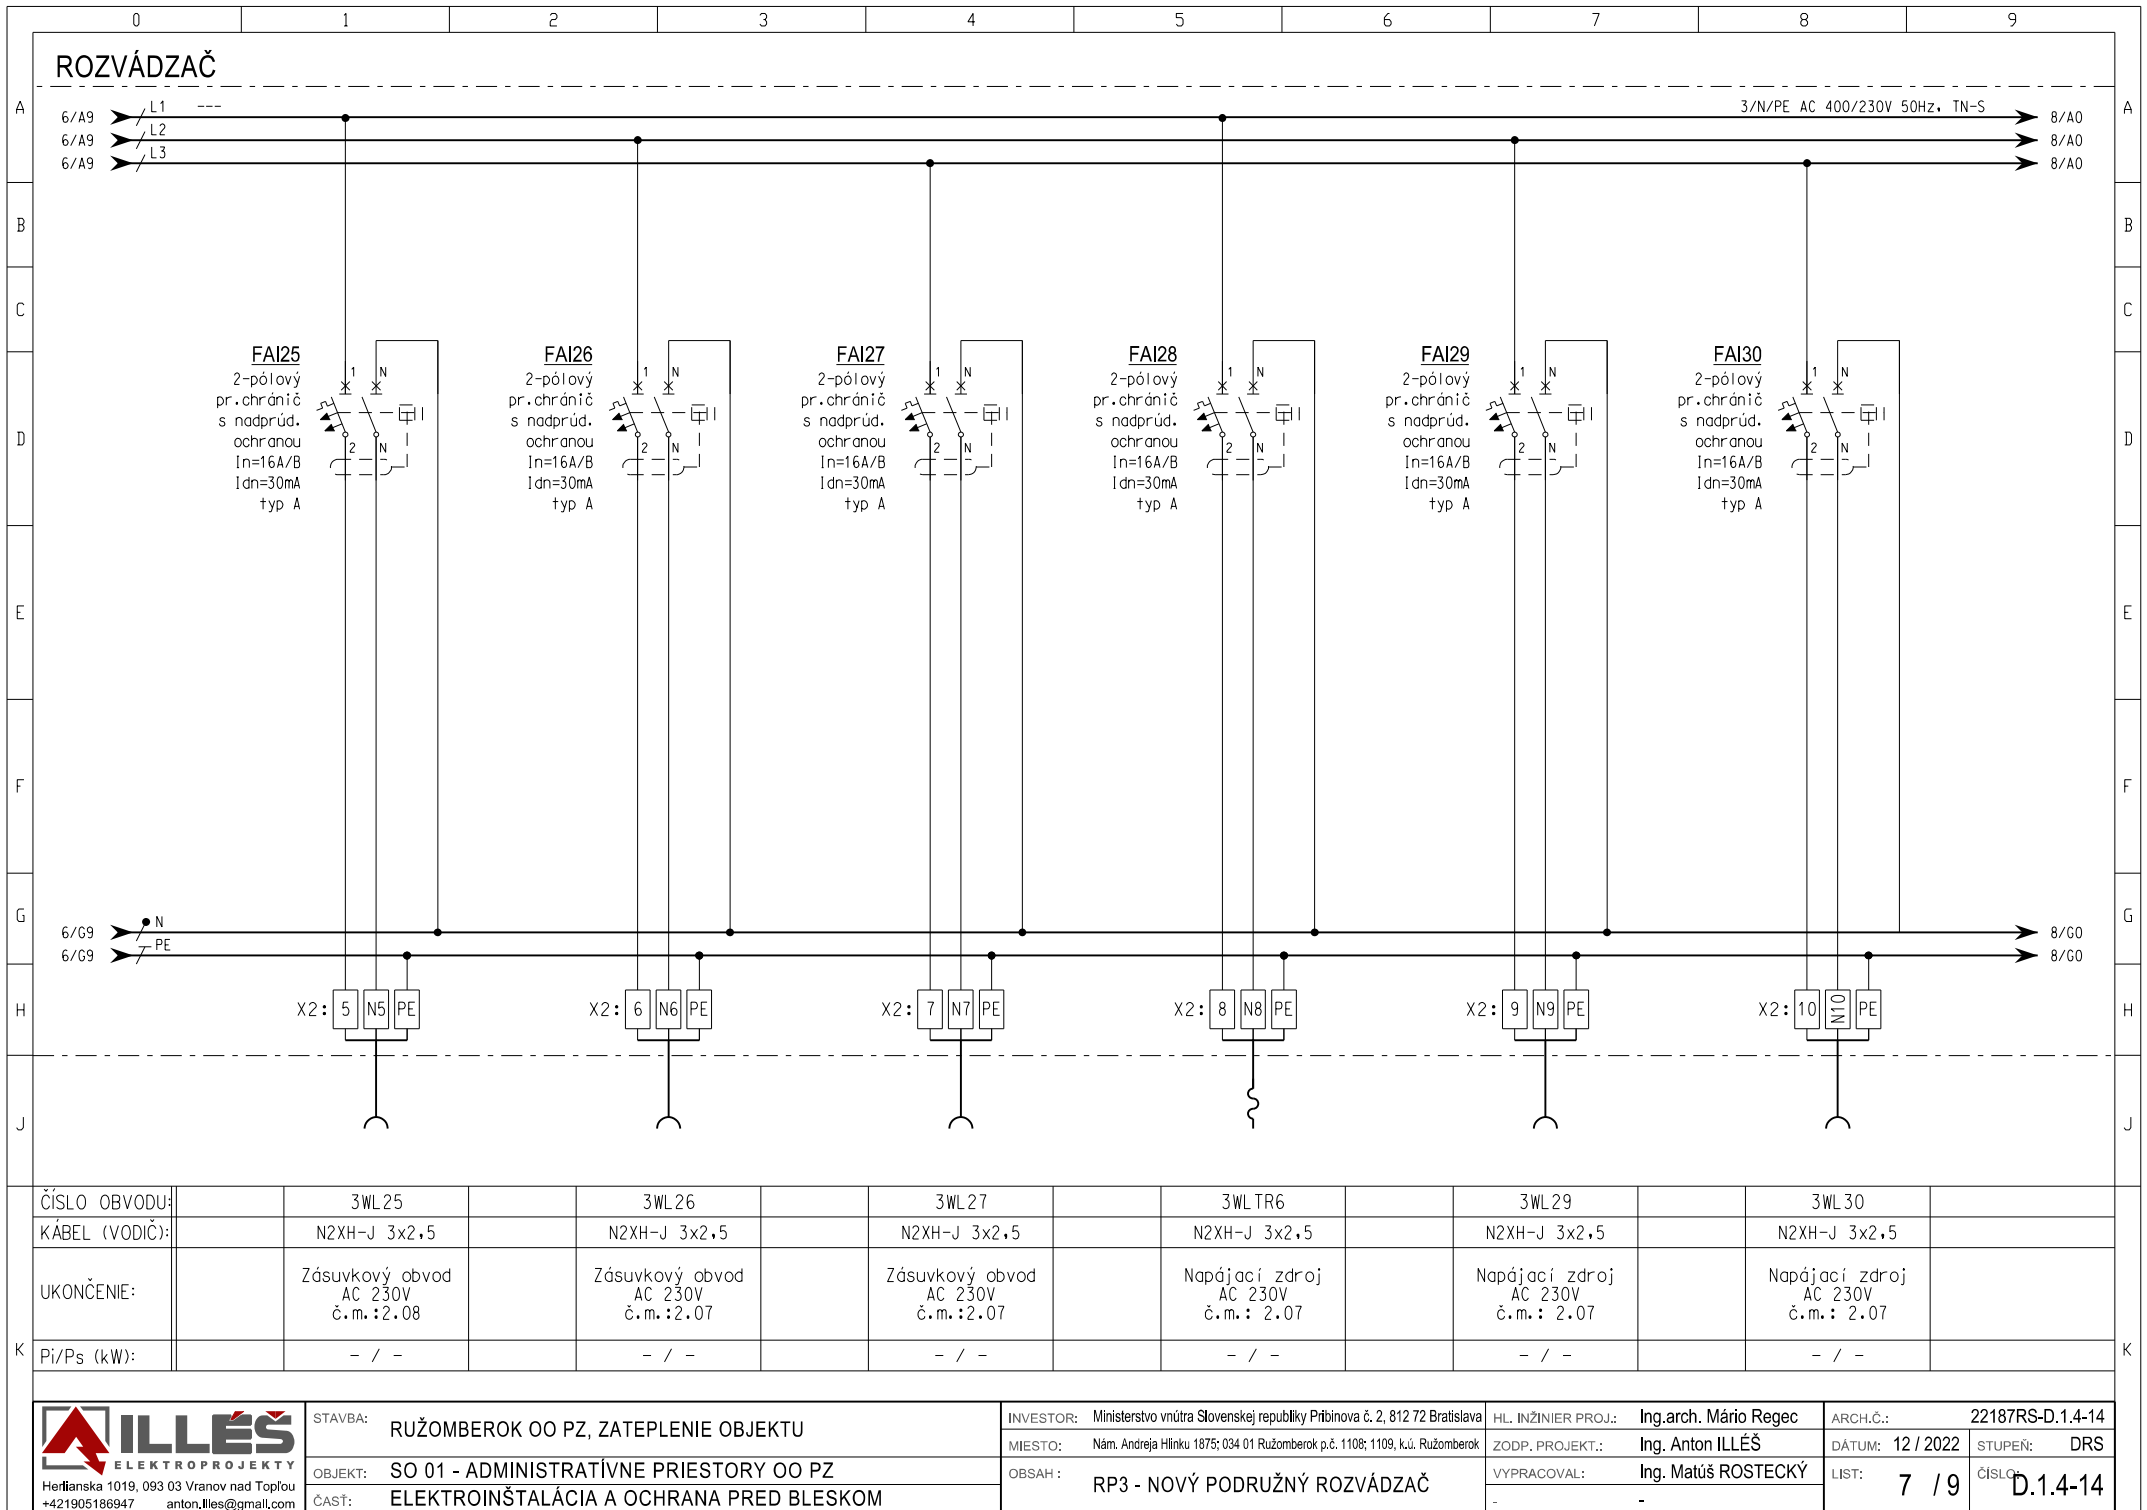 0 1 2 3 4 5 6 7 8 9
ROZVÁDZAČ
A A
6/A9 L1 --- 3/N/PE AC 400/230V 50Hz, TN-S 8/A0
6/A9 L2 8/A0
6/A9 L3 8/A0
B B
C C
FAI25 FAI26 FAI27 FAI28 FAI29 FAI30
1 N 1 N 1 N 1 N 1 N 1 N
2-pólový 2-pólový 2-pólový 2-pólový 2-pólový 2-pólový
pr.chránič pr.chránič pr.chránič pr.chránič pr.chránič pr.chránič
s nadprúd. s nadprúd. s nadprúd. s nadprúd. s nadprúd. s nadprúd.
D D
ochranou ochranou ochranou ochranou ochranou ochranou
2 N 2 N 2 N 2 N 2 N 2 N
In=16A/B In=16A/B In=16A/B In=16A/B In=16A/B In=16A/B
Idn=30mA Idn=30mA Idn=30mA Idn=30mA Idn=30mA Idn=30mA
typ A typ A typ A typ A typ A typ A
E E
F F
G G
6/G9 N 8/G0
6/G9 PE 8/G0
H H
X2: 5 N5 PE X2: 6 N6 PE X2: 7 N7 PE X2: 8 N8 PE X2: 9 N9 PE X2: 10 N10 PE
J J
ČÍSLO OBVODU: 3WL25 3WL26 3WL27 3WLTR6 3WL29 3WL30
KÁBEL (VODIČ): N2XH-J 3x2,5 N2XH-J 3x2,5 N2XH-J 3x2,5 N2XH-J 3x2,5 N2XH-J 3x2,5 N2XH-J 3x2,5
UKONČENIE:
Zásuvkový obvod Zásuvkový obvod Zásuvkový obvod Napájací zdroj Napájací zdroj Napájací zdroj
AC 230V AC 230V AC 230V AC 230V AC 230V AC 230V
č.m.:2.08 č.m.:2.07 č.m.:2.07 č.m.: 2.07 č.m.: 2.07 č.m.: 2.07
K K
Pi/Ps (kW): - / - - / - - / - - / - - / - - / -
ILLÉŠ
ELEKTROPROJEKTY
Herlianska 1019, 093 03 Vranov nad Topľou
+421905186947 anton.illes@gmail.com
STAVBA: RUŽOMBEROK OO PZ, ZATEPLENIE OBJEKTU
OBJEKT: SO 01 - ADMINISTRATÍVNE PRIESTORY OO PZ
ČASŤ: ELEKTROINŠTALÁCIA A OCHRANA PRED BLESKOM
INVESTOR: Ministerstvo vnútra Slovenskej republiky Pribinova č. 2, 812 72 Bratislava
MIESTO: Nám. Andreja Hlinku 1875; 034 01 Ružomberok p.č. 1108; 1109, k.ú. Ružomberok
OBSAH : RP3 - NOVÝ PODRUŽNÝ ROZVÁDZAČ
HL. INŽINIER PROJ.: Ing.arch. Mário Regec
ZODP. PROJEKT.: Ing. Anton ILLÉŠ
VYPRACOVAL: Ing. Matúš ROSTECKÝ
- -
ARCH.Č.: 22187RS-D.1.4-14
DÁTUM: 12 / 2022 STUPEŇ: DRS
LIST: 7 / 9 ČÍSLO: D.1.4-14